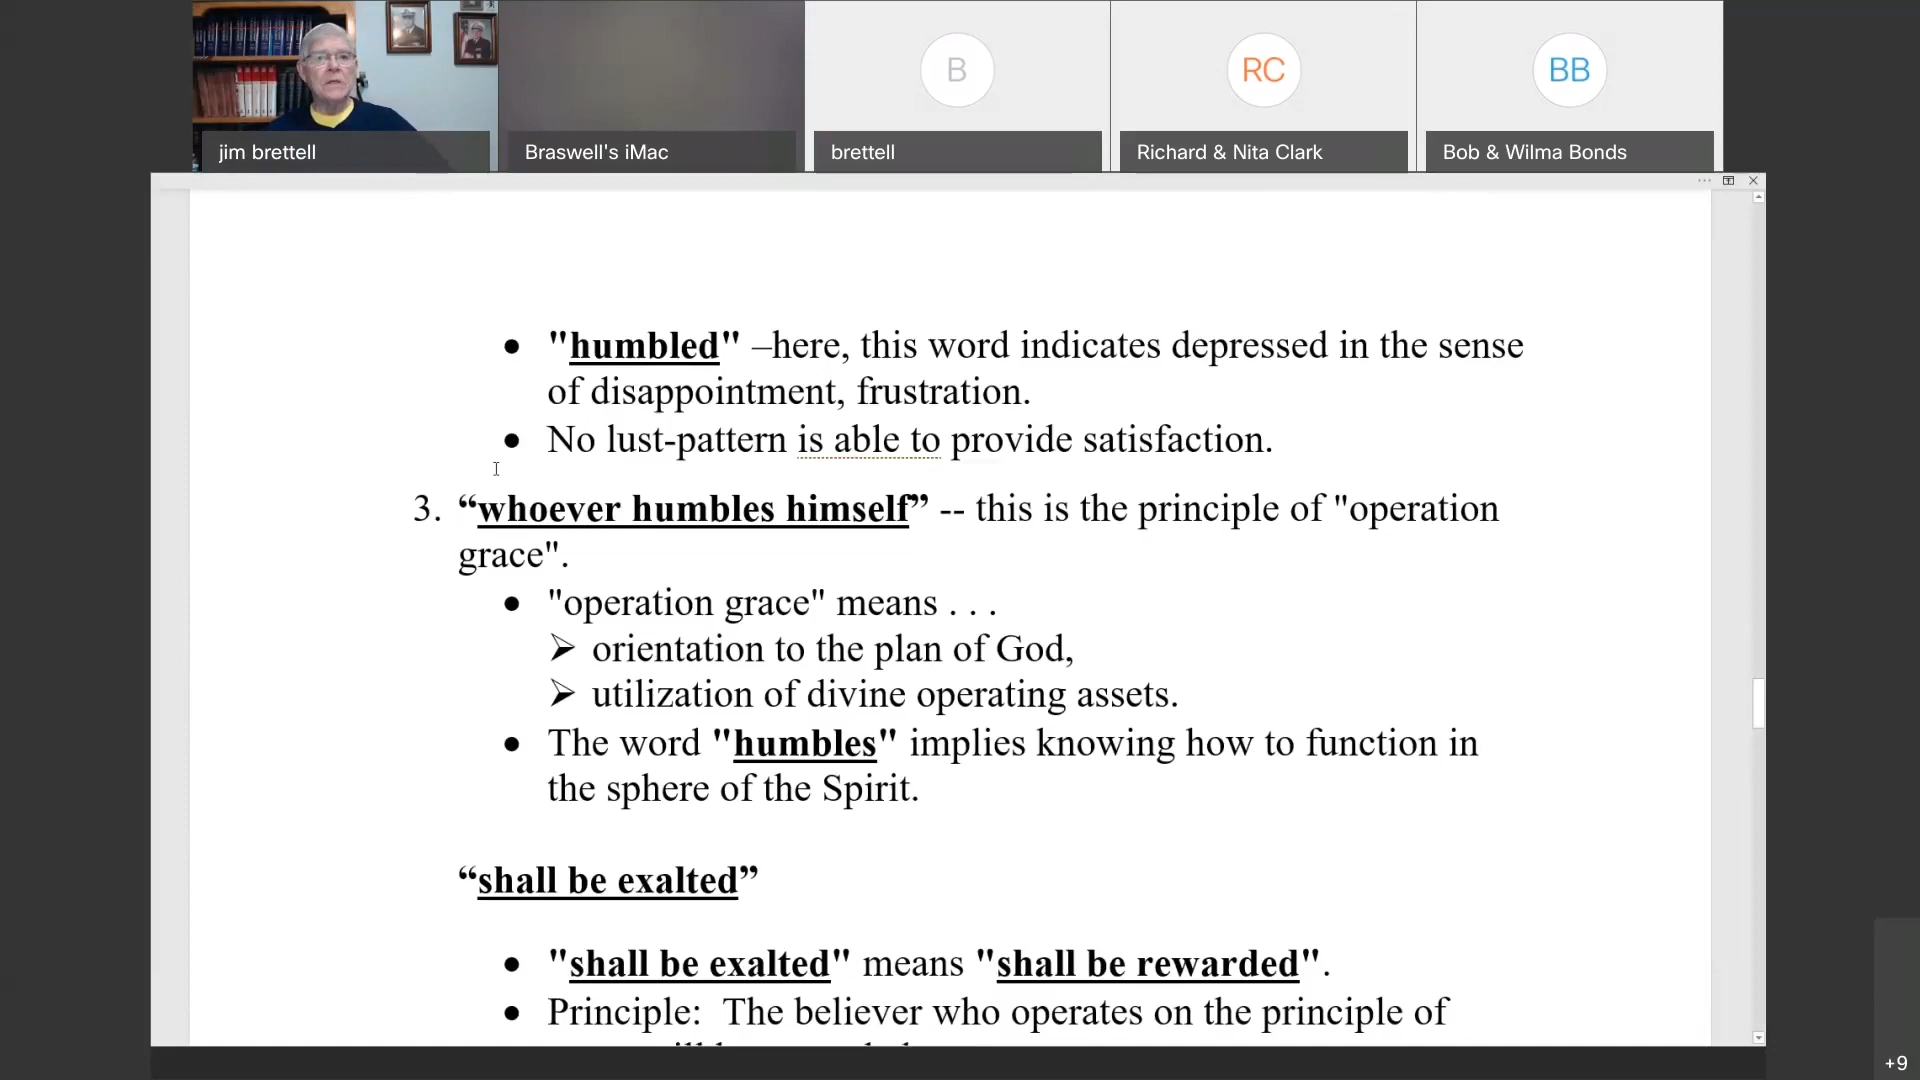 B
RC
BB
jim brettell
Braswell's iMac
brettell
Richard & Nita Clark
Bob & Wilma Bonds
• "humbled" –here, this word indicates depressed in the sense
of disappointment, frustration.
• No lust-pattern is able to provide satisfaction.
3. “whoever humbles himself” -- this is the principle of "operation
grace".
• "operation grace" means . . .
➢ orientation to the plan of God,
➢ utilization of divine operating assets.
• The word "humbles" implies knowing how to function in
the sphere of the Spirit.
“shall be exalted”
• "shall be exalted" means "shall be rewarded".
• Principle: The believer who operates on the principle of
+9